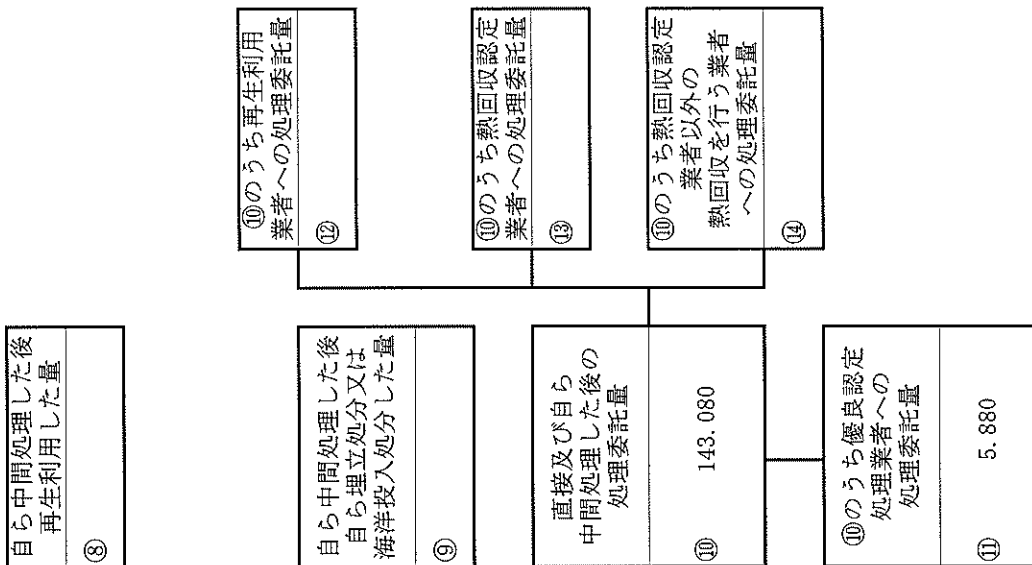 自ら中間処理した後
再生利用した量
⑧
自ら中間処理した後
自ら埋立処分又は
海洋投入処分した量
⑨
直接及び自ら
中間処理した後の
処理委託量
⑩
143.080
⑩のうち優良認定
処理業者への
処理委託量
⑪
5.880
⑩のうち再生利用
業者への処理委託量
⑫
⑩のうち熱回収認定
業者への処理委託量
⑬
⑩のうち熱回収認定
業者以外の
熱回収を行う業者
への処理委託量
⑭